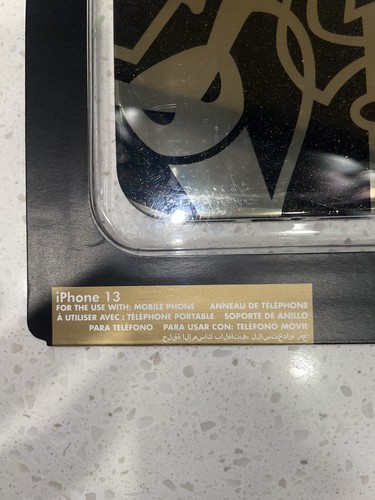 iPhone 13
FOR THE USE WITH: MOBILE PHONE ANNEAU DE TÉLÉPHONE
À UTILISER AVEC : TÉLÉPHONE PORTABLE SOPORTE DE ANILLO
PARA TELÉFONO PARA USAR CON: TELÉFONO MÓVIL